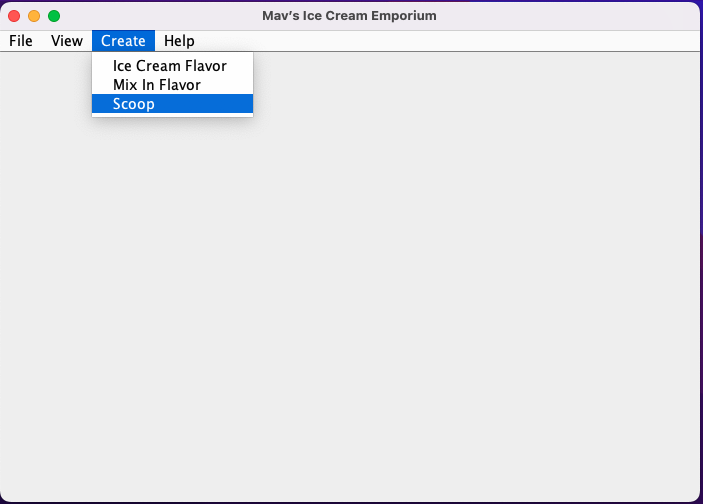 Mav's Ice Cream Emporium
File View Create Help
Ice Cream Flavor
Mix In Flavor
Scoop